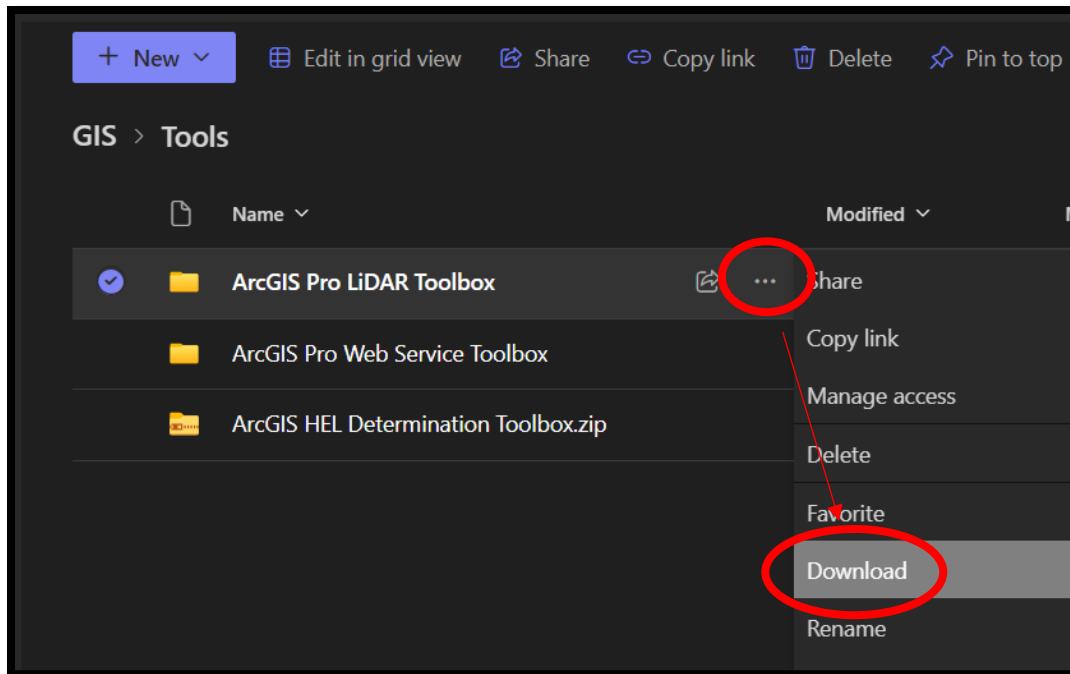 + New Edit in grid view Share Copy link Delete Pin to top
GIS > Tools
Name Modified
ArcGIS Pro LiDAR Toolbox
Share
Copy link
ArcGIS Pro Web Service Toolbox
Manage access
ArcGIS HEL Determination Toolbox.zip
Delete
Favorite
Download
Rename